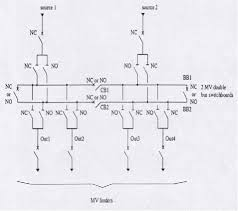 source 1
source 2
NC
NC
NC
NO
NC
NO
NC or NO
BB1
NC
or
NO
CB1
NC or NO
CB2
NC
or
NO
2 MV double
bus switchboards
BB2
NC
NO
NC
NO
NC
NO
NC
NO
Out1
Out2
Out3
Out4
MV feeders